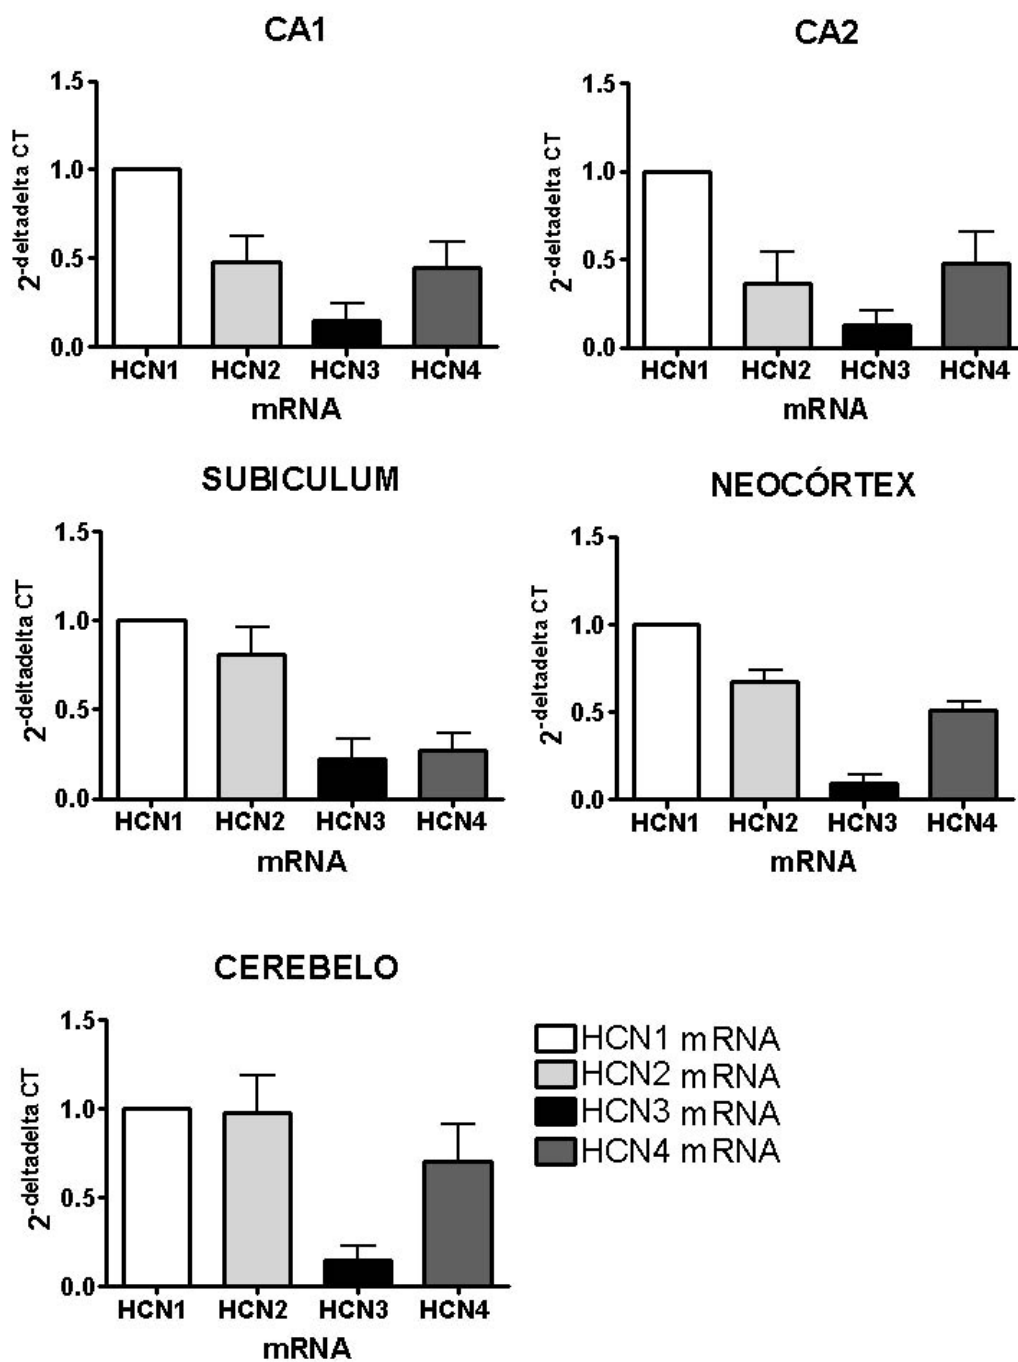 CA1
1.5
1.0
0.5
0.0
2-deltadelta CT
HCN1 HCN2 HCN3 HCN4
mRNA
CA2
1.5
1.0
0.5
0.0
2-deltadelta CT
HCN1 HCN2 HCN3 HCN4
mRNA
SUBICULUM
1.5
1.0
0.5
0.0
2-deltadelta CT
HCN1 HCN2 HCN3 HCN4
mRNA
NEOCÓRTEX
1.5
1.0
0.5
0.0
2-deltadelta CT
HCN1 HCN2 HCN3 HCN4
mRNA
CEREBELO
1.5
1.0
0.5
0.0
2-deltadelta CT
HCN1 HCN2 HCN3 HCN4
mRNA
HCN1 mRNA
HCN2 mRNA
HCN3 mRNA
HCN4 mRNA